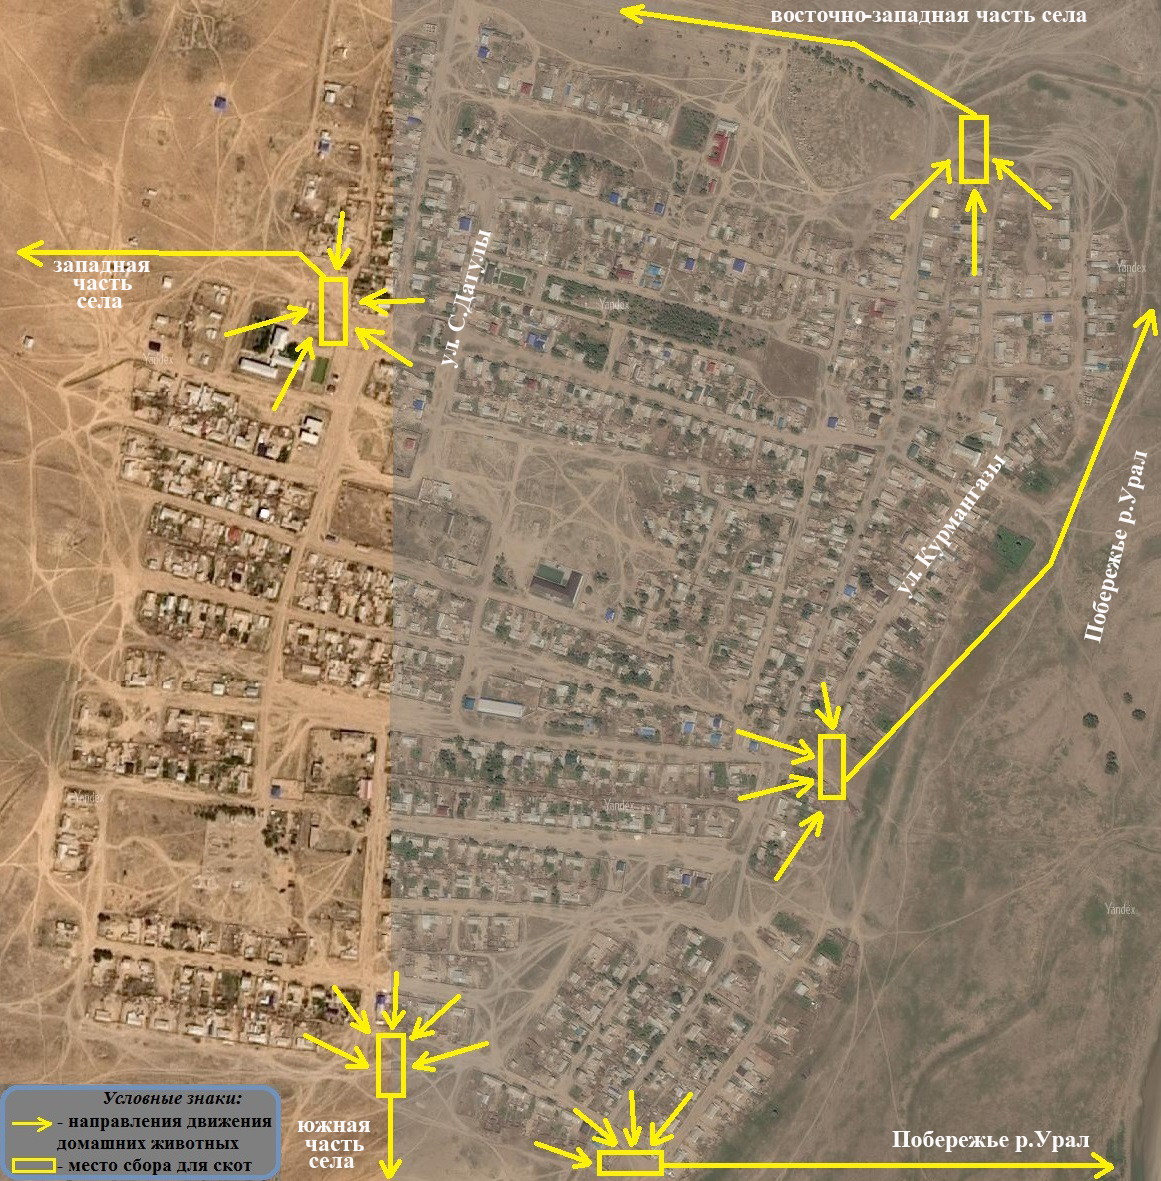 восточно-западная часть села
западная
часть
села
ул. С.Датулы
ул. Курмангазы
Побережье р.Урал
Yandex
Yandex
Yandex
Yandex
Yandex
Yandex
Условные знаки:
- направления движения
домашних животных
- место сбора для скот
южная
часть
села
Побережье р.Урал